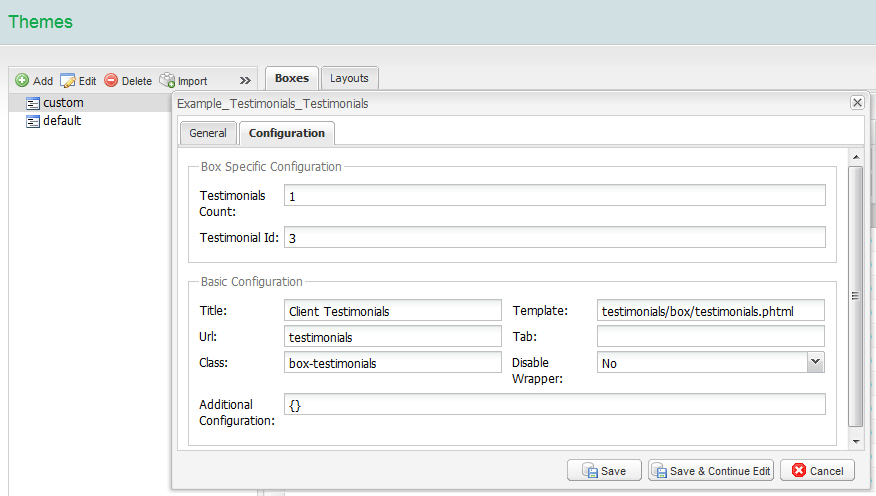 Themes
Add Edit Delete Import » Boxes Layouts
custom
default
Example_Testimonials_Testimonials
General Configuration
Box Specific Configuration
Testimonials Count: 1
Testimonial Id: 3
Basic Configuration
Title: Client Testimonials Template: testimonials/box/testimonials.phtml
Url: testimonials Tab:
Class: box-testimonials Disable Wrapper: No
Additional Configuration: {}
Save Save & Continue Edit Cancel